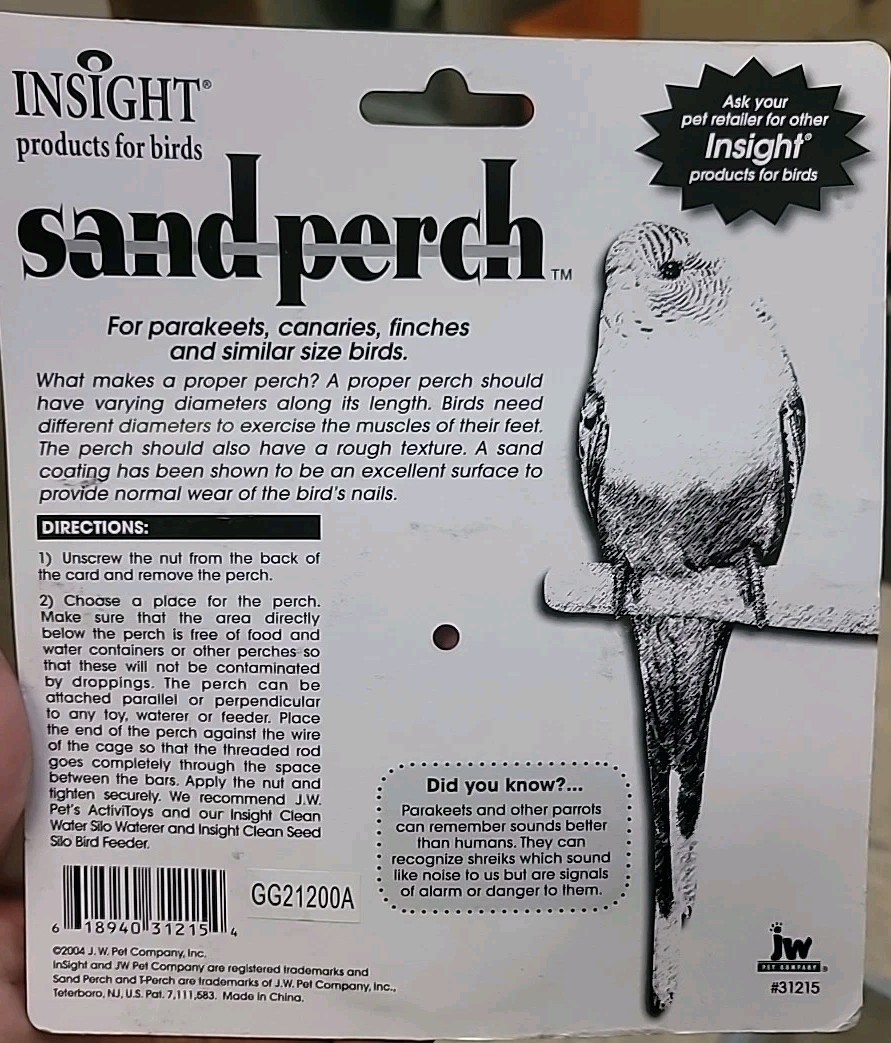 INSIGHT®
products for birds
Ask your
pet retailer for other
Insight®
products for birds
sand perch™
For parakeets, canaries, finches
and similar size birds.
What makes a proper perch? A proper perch should
have varying diameters along its length. Birds need
different diameters to exercise the muscles of their feet.
The perch should also have a rough texture. A sand
coating has been shown to be an excellent surface to
provide normal wear of the bird's nails.
DIRECTIONS:
1) Unscrew the nut from the back of
the card and remove the perch.
2) Choose a place for the perch.
Make sure that the area directly
below the perch is free of food and
water containers or other perches so
that these will not be contaminated
by droppings. The perch can be
attached parallel or perpendicular
to any toy, waterer or feeder. Place
the end of the perch against the wire
of the cage so that the threaded rod
goes completely through the space
between the bars. Apply the nut and
tighten securely. We recommend J.W.
Pet's ActiviToys and our Insight Clean
Water Silo Waterer and Insight Clean Seed
Silo Bird Feeder.
Did you know?...
Parakeets and other parrots
can remember sounds better
than humans. They can
recognize shreiks which sound
like noise to us but are signals
of alarm or danger to them.
GG21200A
6 18940 31215 4
©2004 J.W. Pet Company, Inc.
InSight and JW Pet Company are registered trademarks and
Sand Perch and T-Perch are trademarks of J.W. Pet Company, Inc.,
Teterboro, NJ, U.S. Pat. 7,111,583. Made in China.
jw
PET COMPANY®
#31215